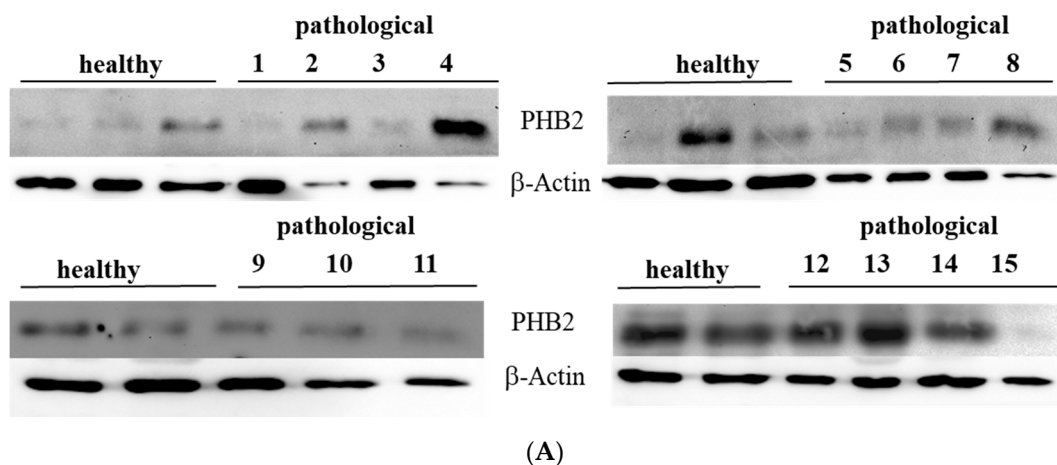 pathological
healthy 1 2 3 4
PHB2
β-Actin
pathological
healthy 5 6 7 8
pathological
healthy 9 10 11
PHB2
β-Actin
pathological
healthy 12 13 14 15
(A)